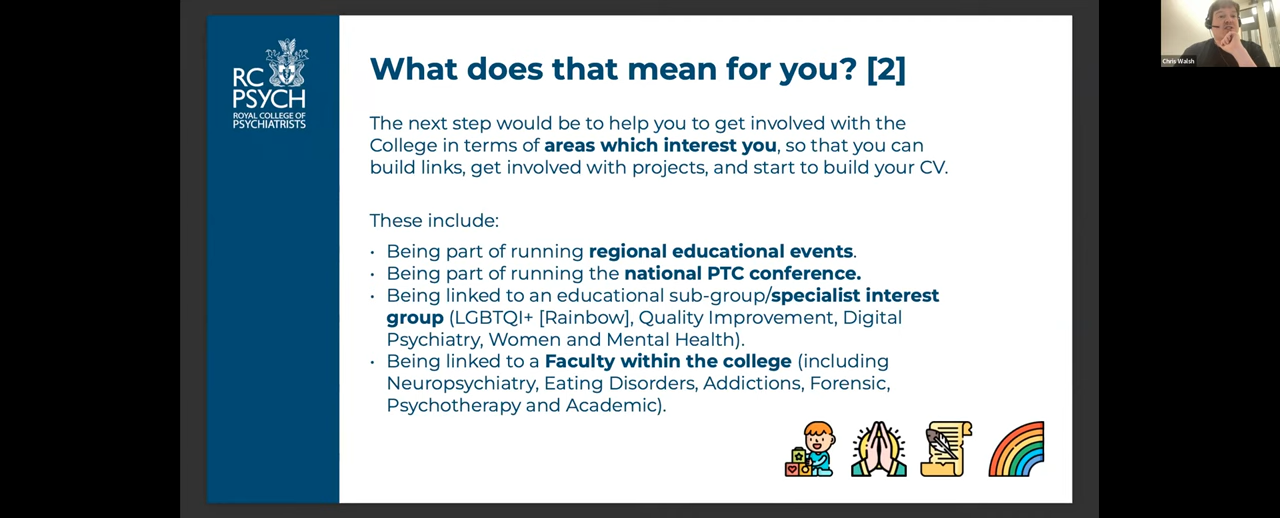 RC
PSYCH
ROYAL COLLEGE OF
PSYCHIATRISTS
What does that mean for you? [2]
The next step would be to help you to get involved with the
College in terms of areas which interest you, so that you can
build links, get involved with projects, and start to build your CV.
These include:
• Being part of running regional educational events.
• Being part of running the national PTC conference.
• Being linked to an educational sub-group/specialist interest
group (LGBTQI+ [Rainbow], Quality Improvement, Digital
Psychiatry, Women and Mental Health).
• Being linked to a Faculty within the college (including
Neuropsychiatry, Eating Disorders, Addictions, Forensic,
Psychotherapy and Academic).
Chris Walsh